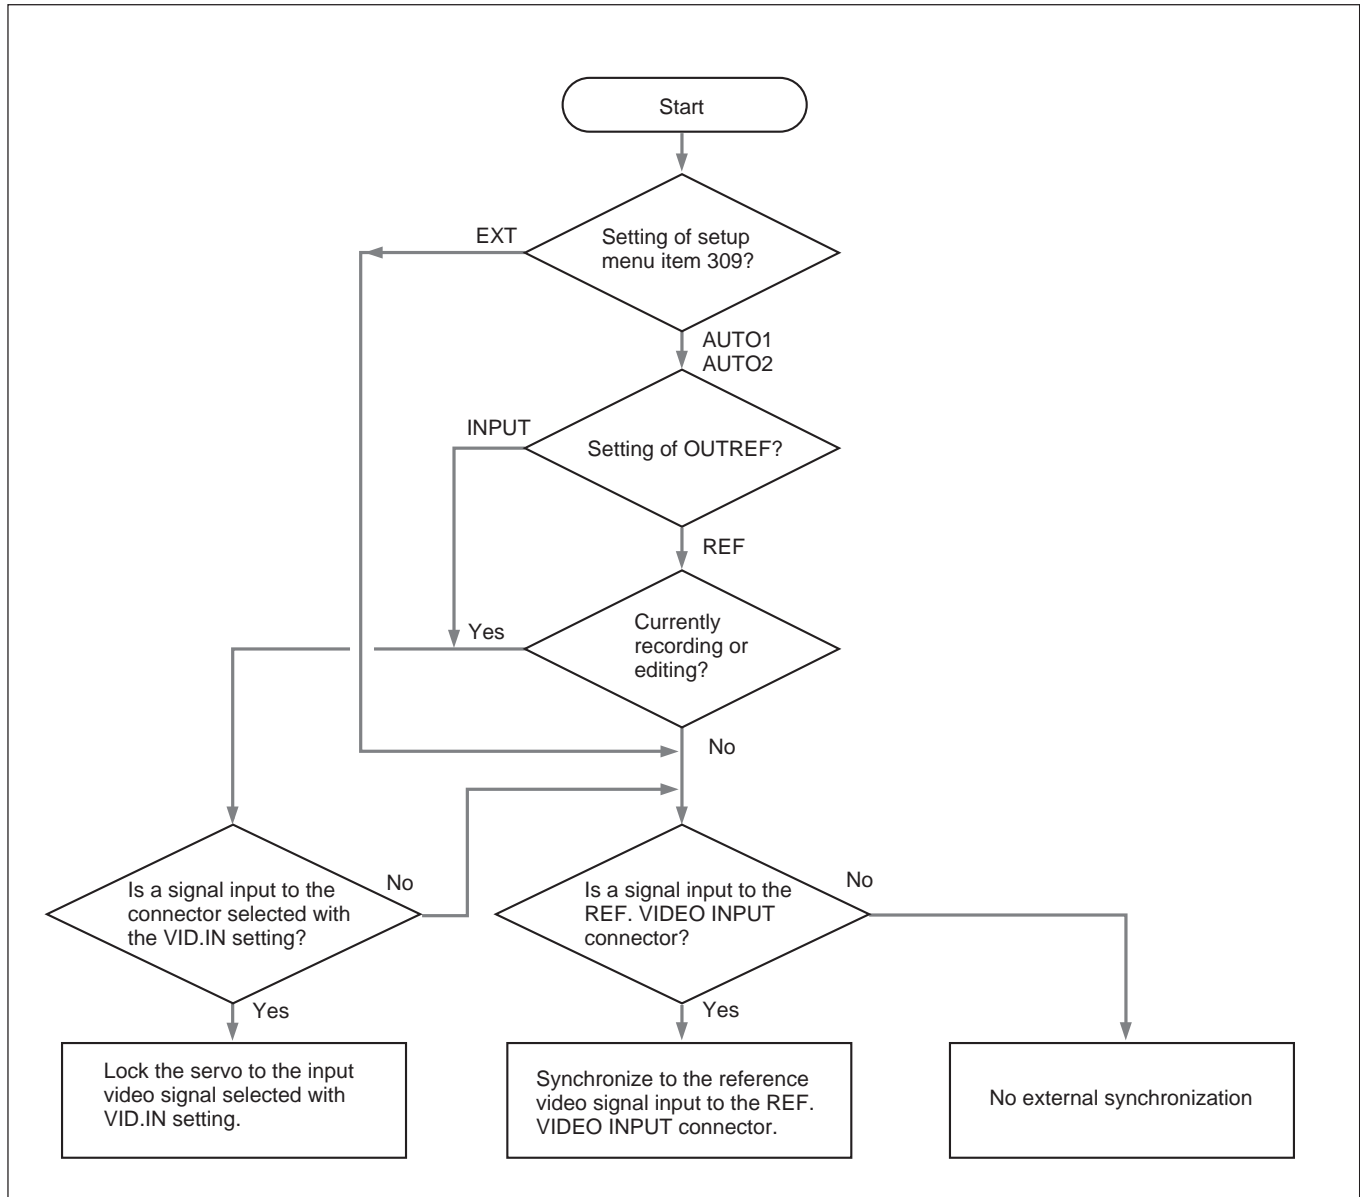 Start
EXT
Setting of setup
menu item 309?
AUTO1
AUTO2
INPUT
Setting of OUTREF?
REF
Yes
Currently
recording or
editing?
No
Is a signal input to the
connector selected with
the VID.IN setting?
No
Is a signal input to the
REF. VIDEO INPUT
connector?
No
Yes
Yes
Lock the servo to the input
video signal selected with
VID.IN setting.
Synchronize to the reference
video signal input to the REF.
VIDEO INPUT connector.
No external synchronization